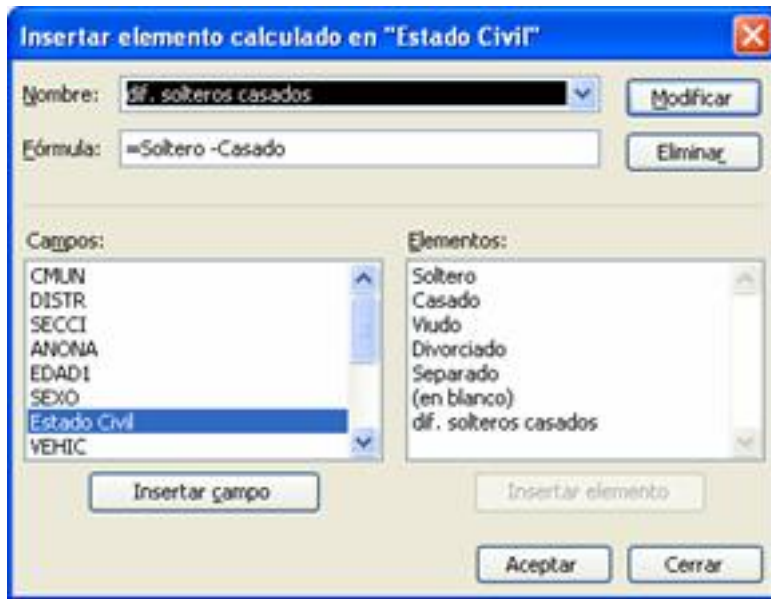 Insertar elemento calculado en "Estado Civil"
Nombre: dif. solteros casados Modificar
Fórmula: =Soltero -Casado Eliminar
Campos:
CMUN
DISTR
SECCI
ANONA
EDAD1
SEXO
Estado Civil
VEHIC
Insertar campo
Elementos:
Soltero
Casado
Viudo
Divorciado
Separado
(en blanco)
dif. solteros casados
Insertar elemento
Aceptar Cerrar